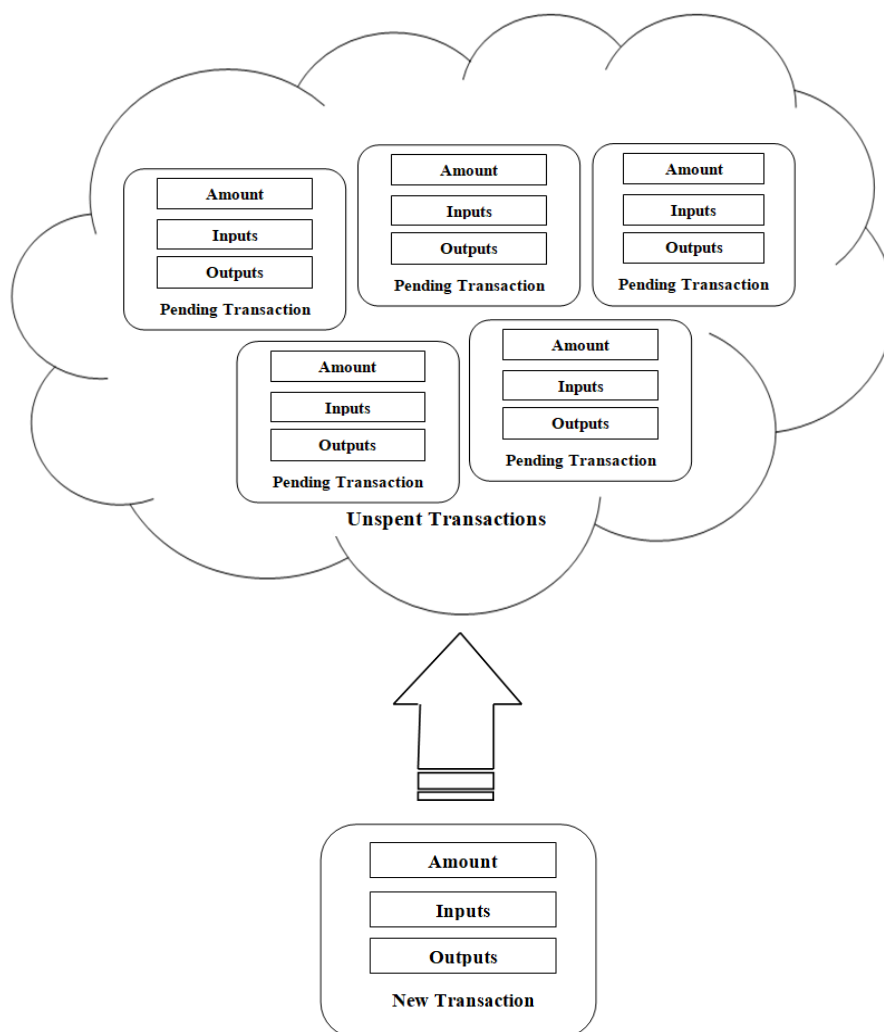 Amount
Inputs
Outputs
Pending Transaction
Amount
Inputs
Outputs
Pending Transaction
Amount
Inputs
Outputs
Pending Transaction
Amount
Inputs
Outputs
Pending Transaction
Amount
Inputs
Outputs
Pending Transaction
Unspent Transactions
Amount
Inputs
Outputs
New Transaction